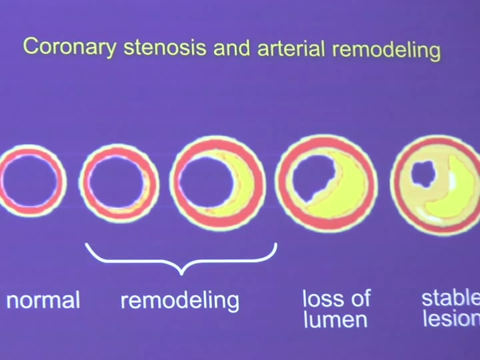 Coronary stenosis and arterial remodeling
normal
remodeling
loss of
lumen
stable
lesion